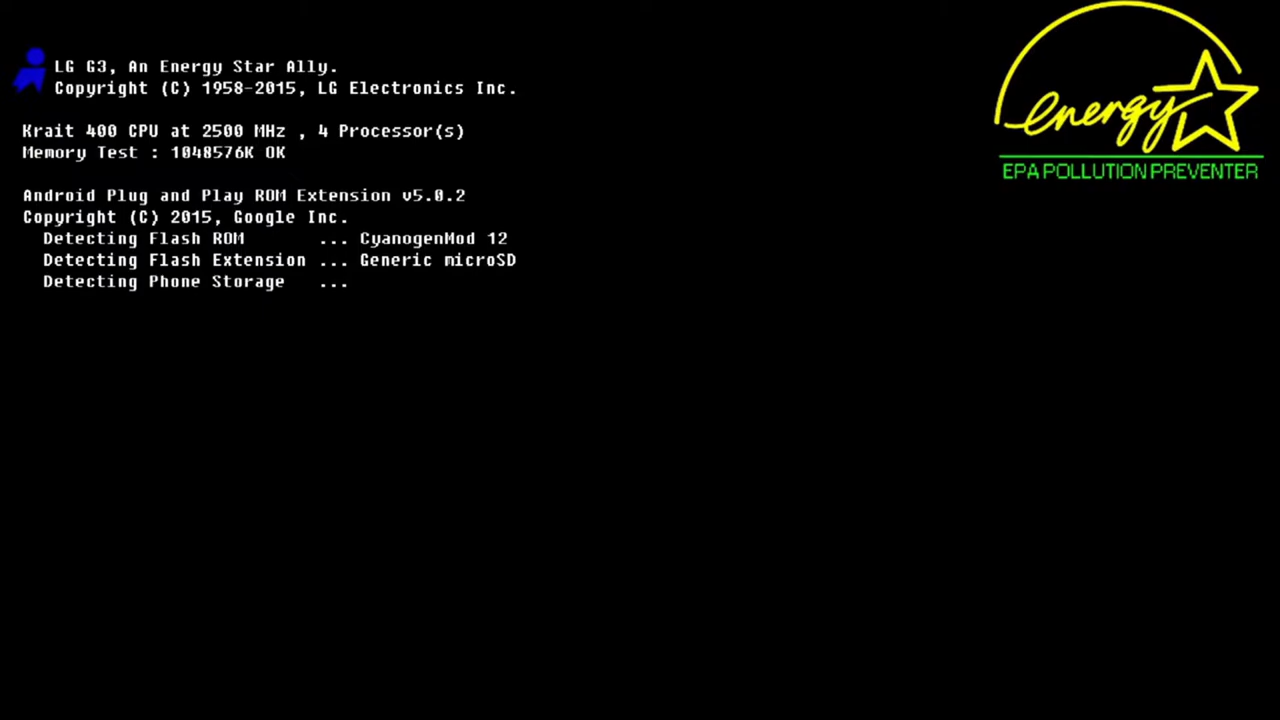 LG G3, An Energy Star Ally.
Copyright (C) 1958-2015, LG Electronics Inc.
Krait 400 CPU at 2500 MHz , 4 Processor(s)
Memory Test : 1048576K OK
Android Plug and Play ROM Extension v5.0.2
Copyright (C) 2015, Google Inc.
Detecting Flash ROM ... CyanogenMod 12
Detecting Flash Extension ... Generic microSD
Detecting Phone Storage ...
energy
EPA POLLUTION PREVENTER